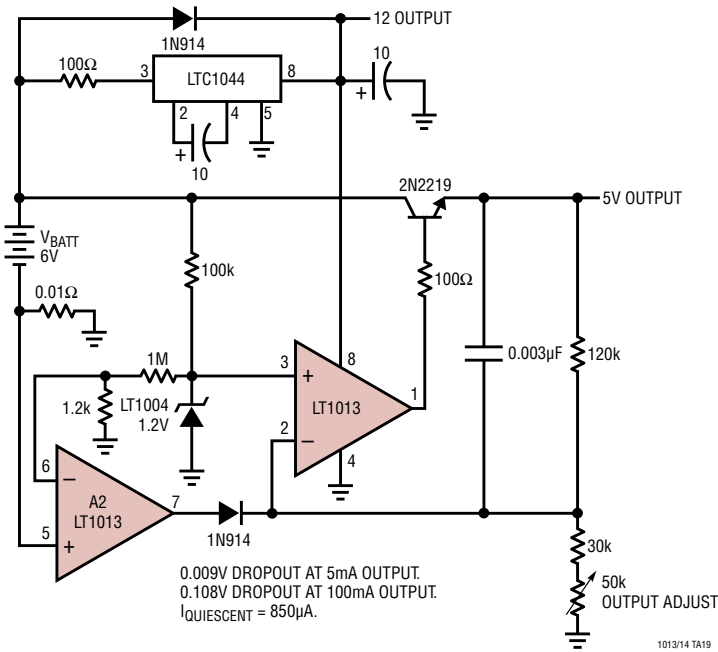 12 OUTPUT
1N914
100Ω
3
LTC1044
8
10
+
2
4
5
+
10
2N2219
5V OUTPUT
VBATT
6V
100k
100Ω
0.01Ω
1M
3
+
8
0.003µF
120k
1.2k
LT1004
1.2V
LT1013
1
2
–
4
6
–
A2
LT1013
7
5
+
1N914
30k
50k
OUTPUT ADJUST
0.009V DROPOUT AT 5mA OUTPUT.
0.108V DROPOUT AT 100mA OUTPUT.
IQUIESCENT = 850µA.
1013/14 TA19